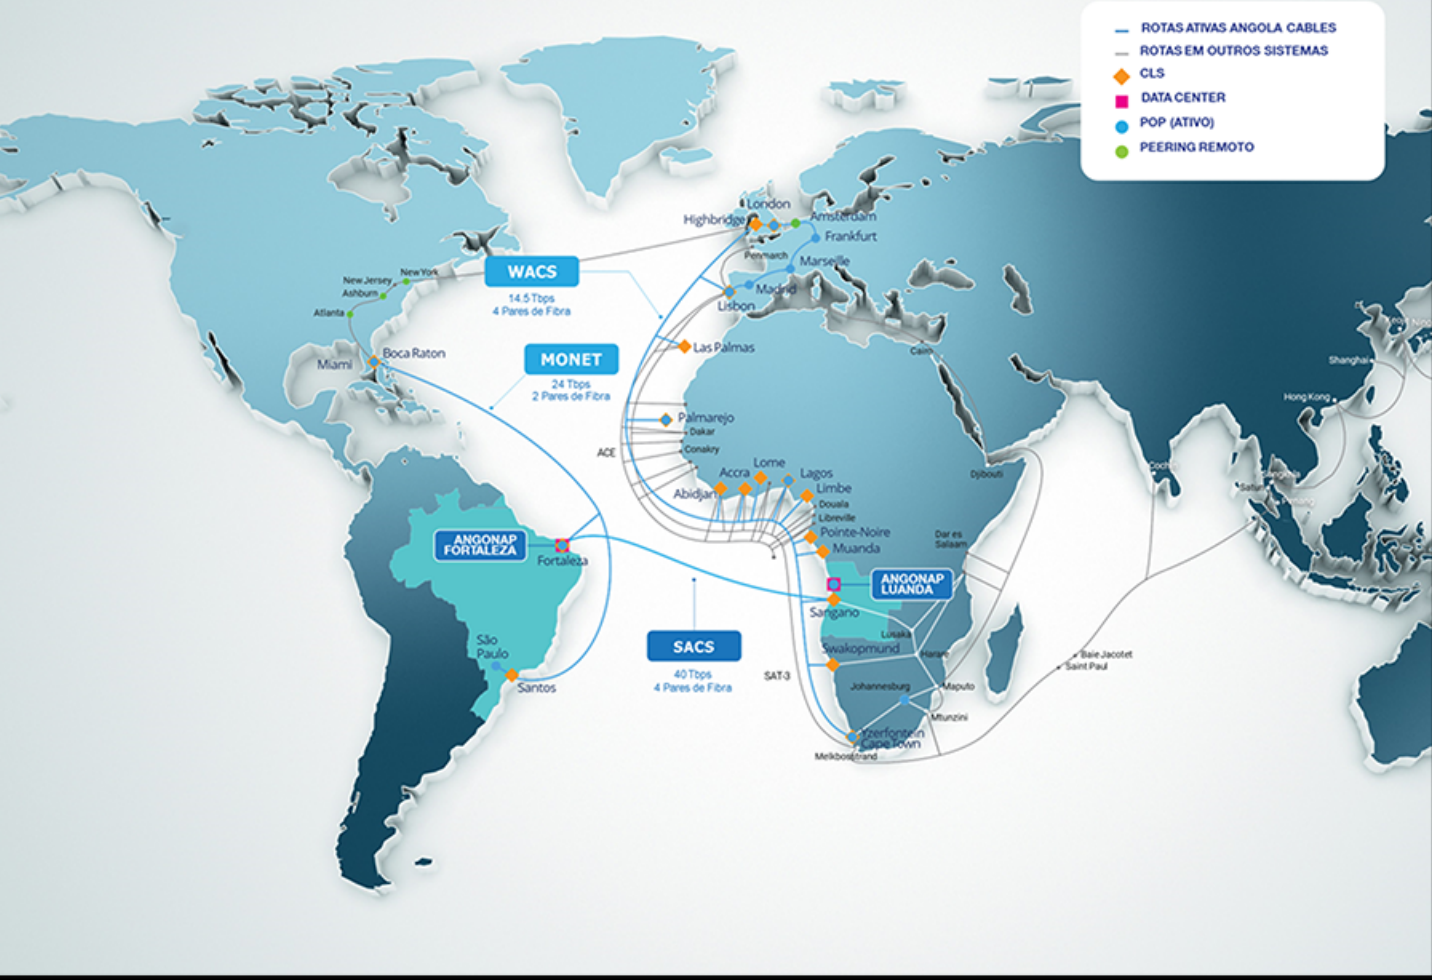 ROTAS ATIVAS ANGOLA CABLES
ROTAS EM OUTROS SISTEMAS
CLS
DATA CENTER
POP (ATIVO)
PEERING REMOTO
London
Highbridge
Amsterdam
Frankfurt
Penmarch
Marseille
Madrid
Lisbon
New York
New Jersey
Ashburn
Atlanta
WACS
14.5 Tbps
4 Pares de Fibra
Boca Raton
Miami
MONET
24 Tbps
2 Pares de Fibra
Las Palmas
Cairo
Shanghai
Hong Kong
Palmarejo
Dakar
ACE
Conakry
Lome
Accra
Lagos
Abidjan
Limbe
Douala
Libreville
Pointe-Noire
Muanda
Djibouti
Cochin
Penang
Dar es
Salaam
ANGONAP
FORTALEZA
Fortaleza
ANGONAP
LUANDA
Sangano
Lusaka
SACS
40 Tbps
4 Pares de Fibra
São
Paulo
Santos
Swakopmund
Harare
SAT-3
Johannesburg
Maputo
Mtunzini
Baie Jacotet
Saint Paul
Yzerfontein
Cape Town
Melkbosstrand